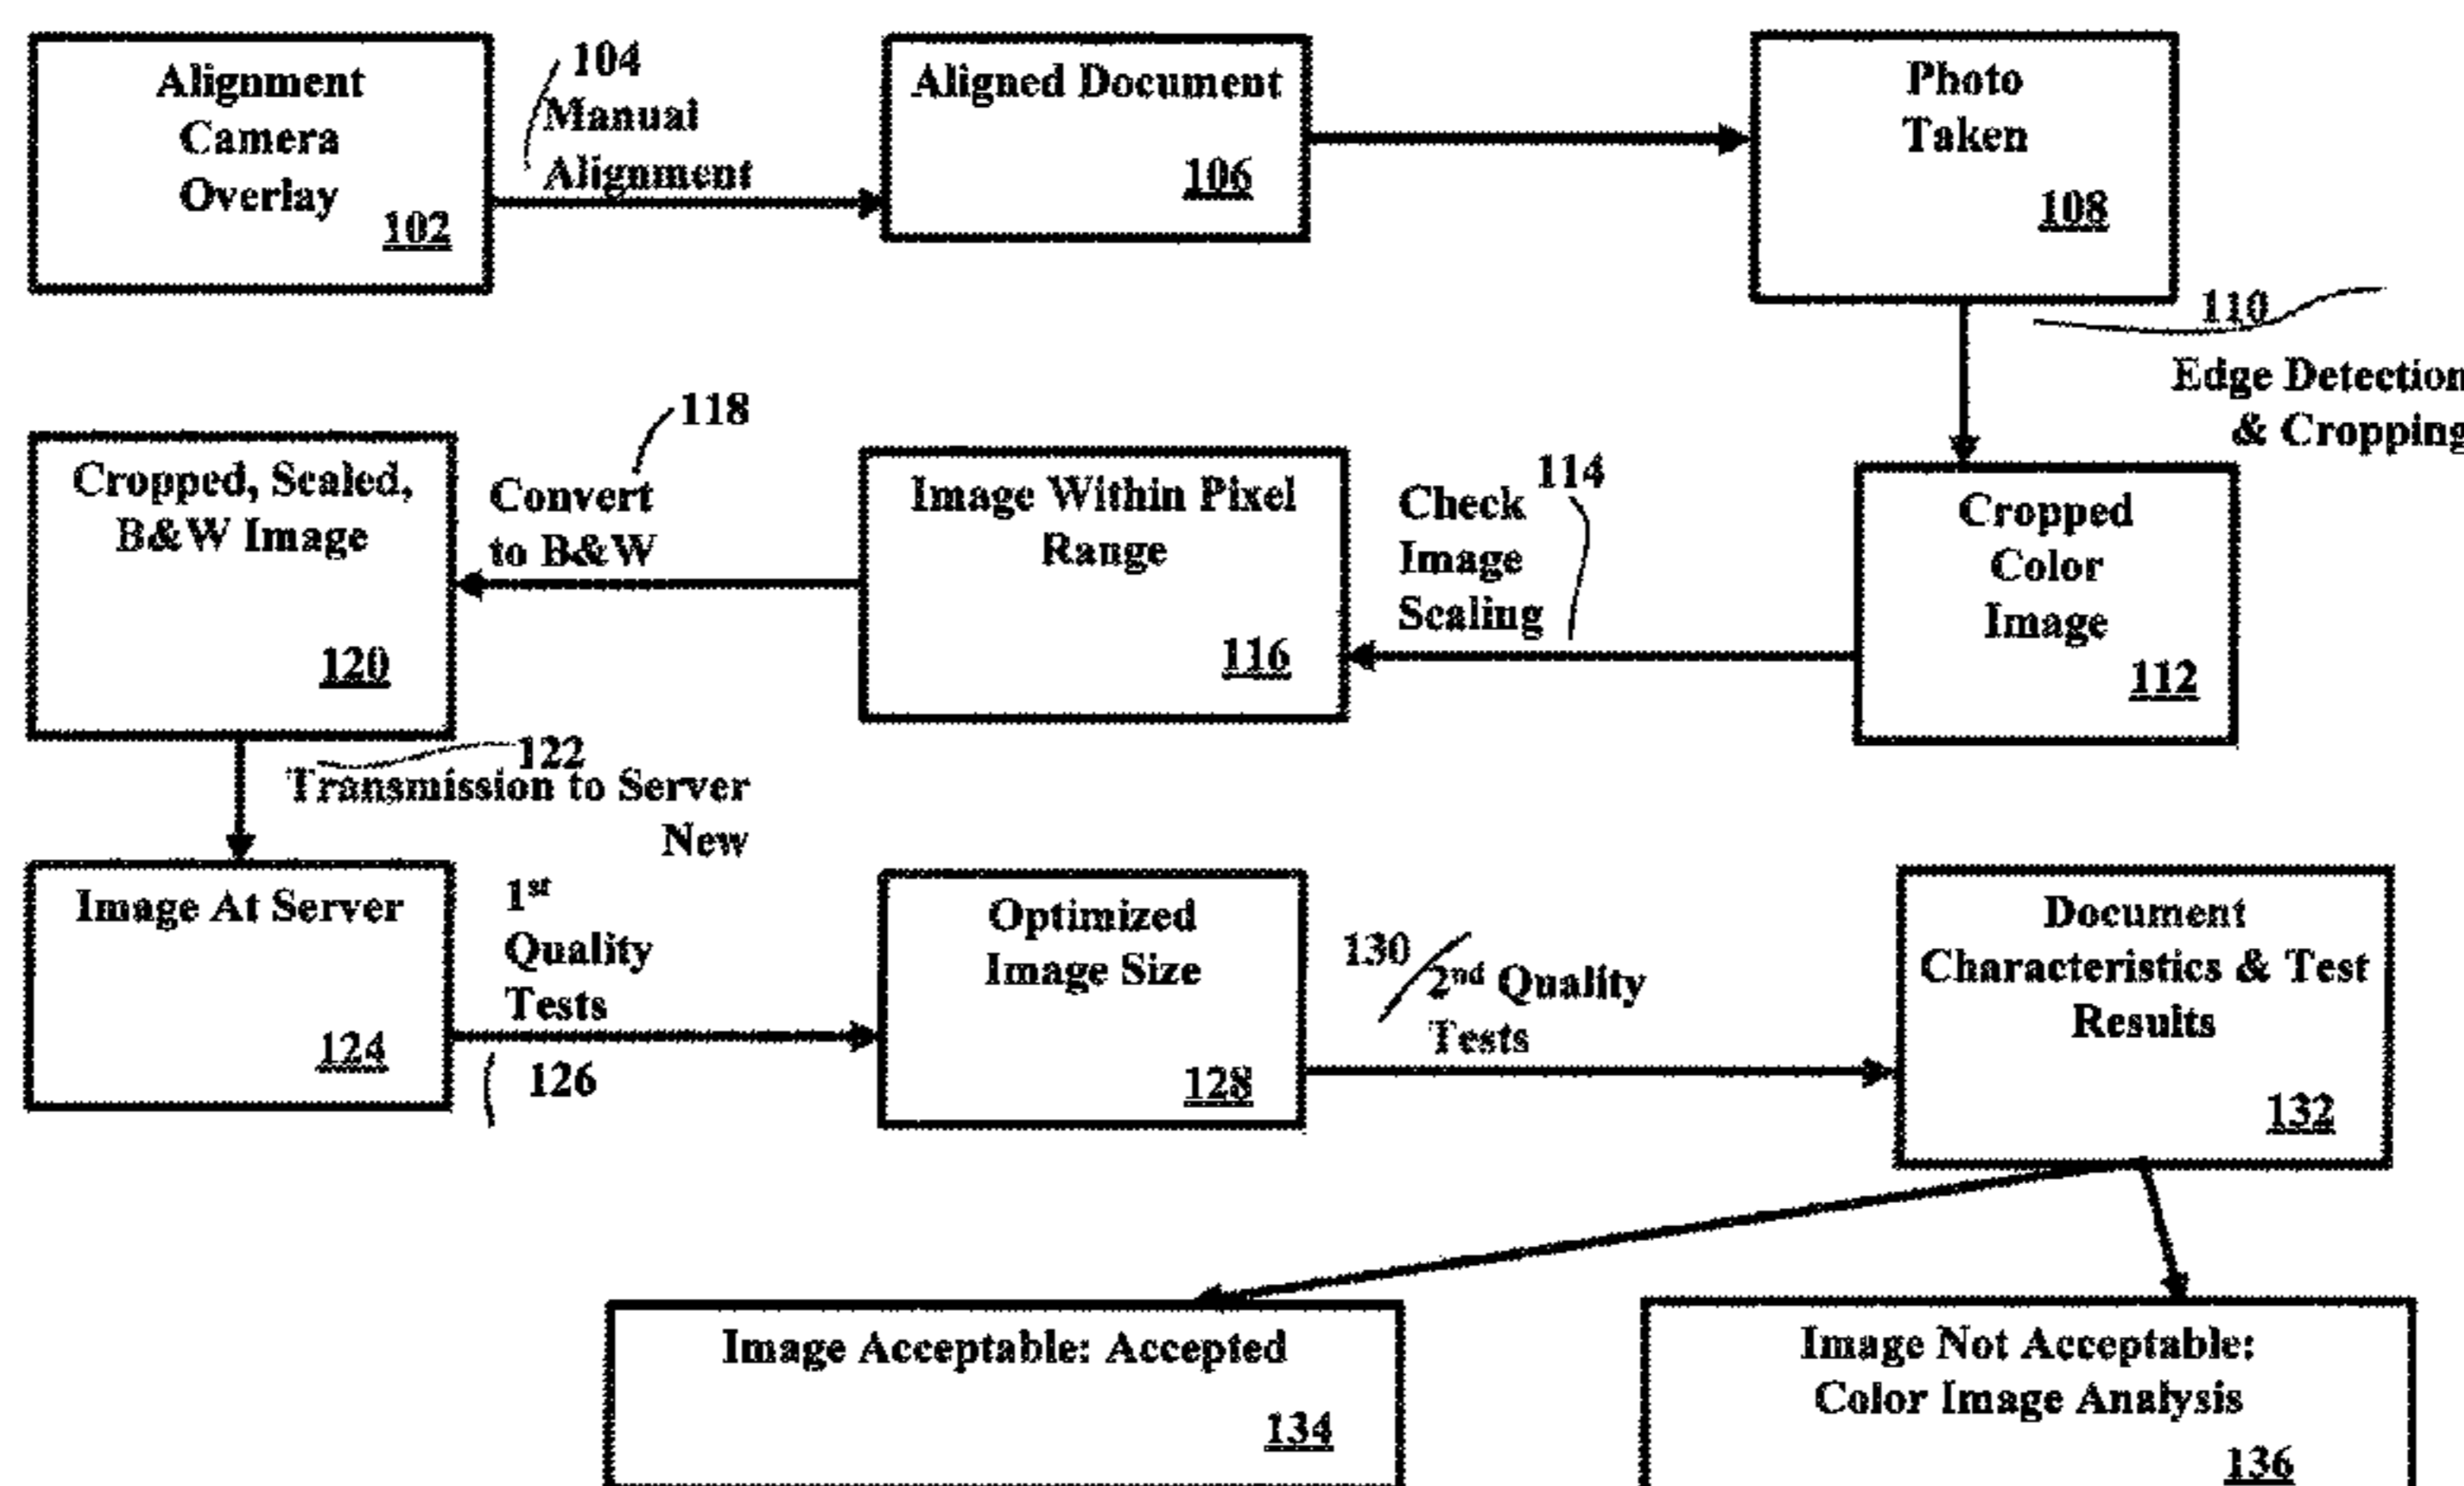 Alignment
Camera
Overlay
102
104
Manual
Alignment
Aligned Document
106
Photo
Taken
108
110
Edge Detection
& Cropping
Cropped, Scaled,
B&W Image
120
118
Convert
to B&W
Image Within Pixel
Range
116
114
Check
Image
Scaling
Cropped
Color
Image
112
122
Transmission to Server
New
Image At Server
124
1st
Quality
Tests
126
Optimized
Image Size
128
130
2nd Quality
Tests
Document
Characteristics & Test
Results
132
Image Acceptable: Accepted
134
Image Not Acceptable:
Color Image Analysis
136